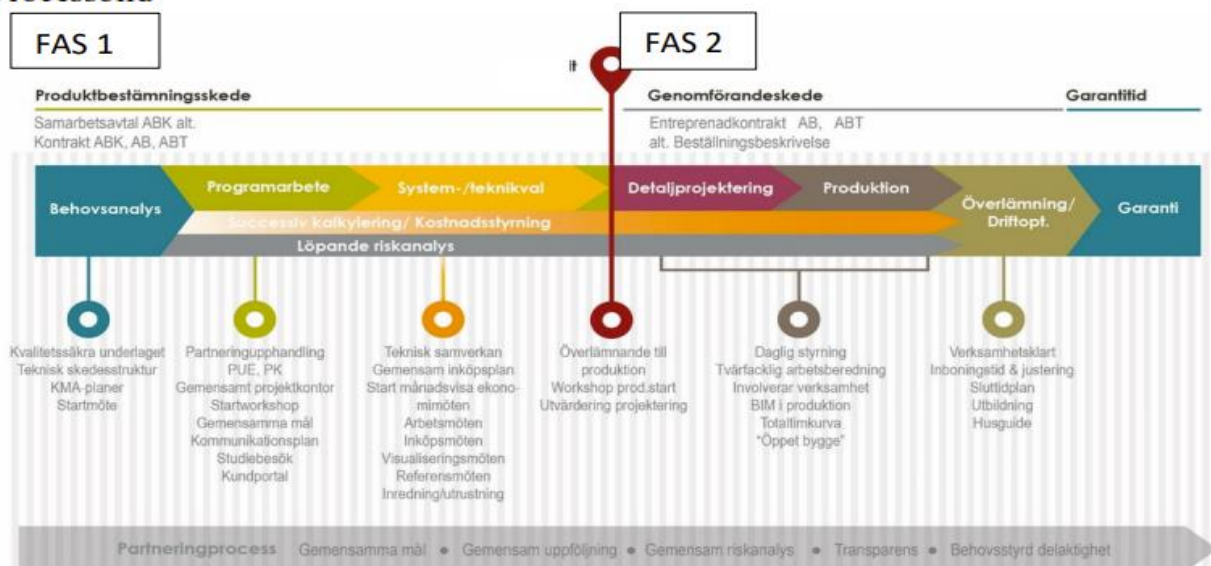 FAS 1
FAS 2
it
Produktbestämningsskede
Genomförandeskede
Garantitid
Samarbetsavtal ABK alt.
Kontrakt ABK, AB, ABT
Entreprenadkontrakt AB, ABT
alt. Beställningsbeskrivelse
Behovsanalys
Programarbete
System-/teknikval
Detaljprojektering
Produktion
Överlämning/
Driftopt.
Garanti
Successiv kalkylering/ Kostnadsstyrning
Löpande riskanalys
Kvalitetssäkra underlaget
Teknisk skedesstruktur
KMA-planer
Startmöte
Partneringupphandling
PUE, PK
Gemensamt projektkontor
Startworkshop
Gemensamma mål
Kommunikationsplan
Studiebesök
Kundportal
Teknisk samverkan
Gemensam inköpsplan
Start månadsvisa ekono-
mimöten
Arbetsmöten
Inköpsmöten
Visualiseringsmöten
Referensmöten
Inredning/utrustning
Överlämnande till
produktion
Workshop prod.start
Utvärdering projektering
Daglig styrning
Tvärfacklig arbetsberedning
Involverar verksamhet
BIM i produktion
Totaltimkurva
"Öppet bygge"
Verksamhetsklart
Inboningstid & justering
Sluttidplan
Utbildning
Husguide
Partneringprocess Gemensamma mål • Gemensam uppföljning • Gemensam riskanalys • Transparens • Behovsstyrd delaktighet